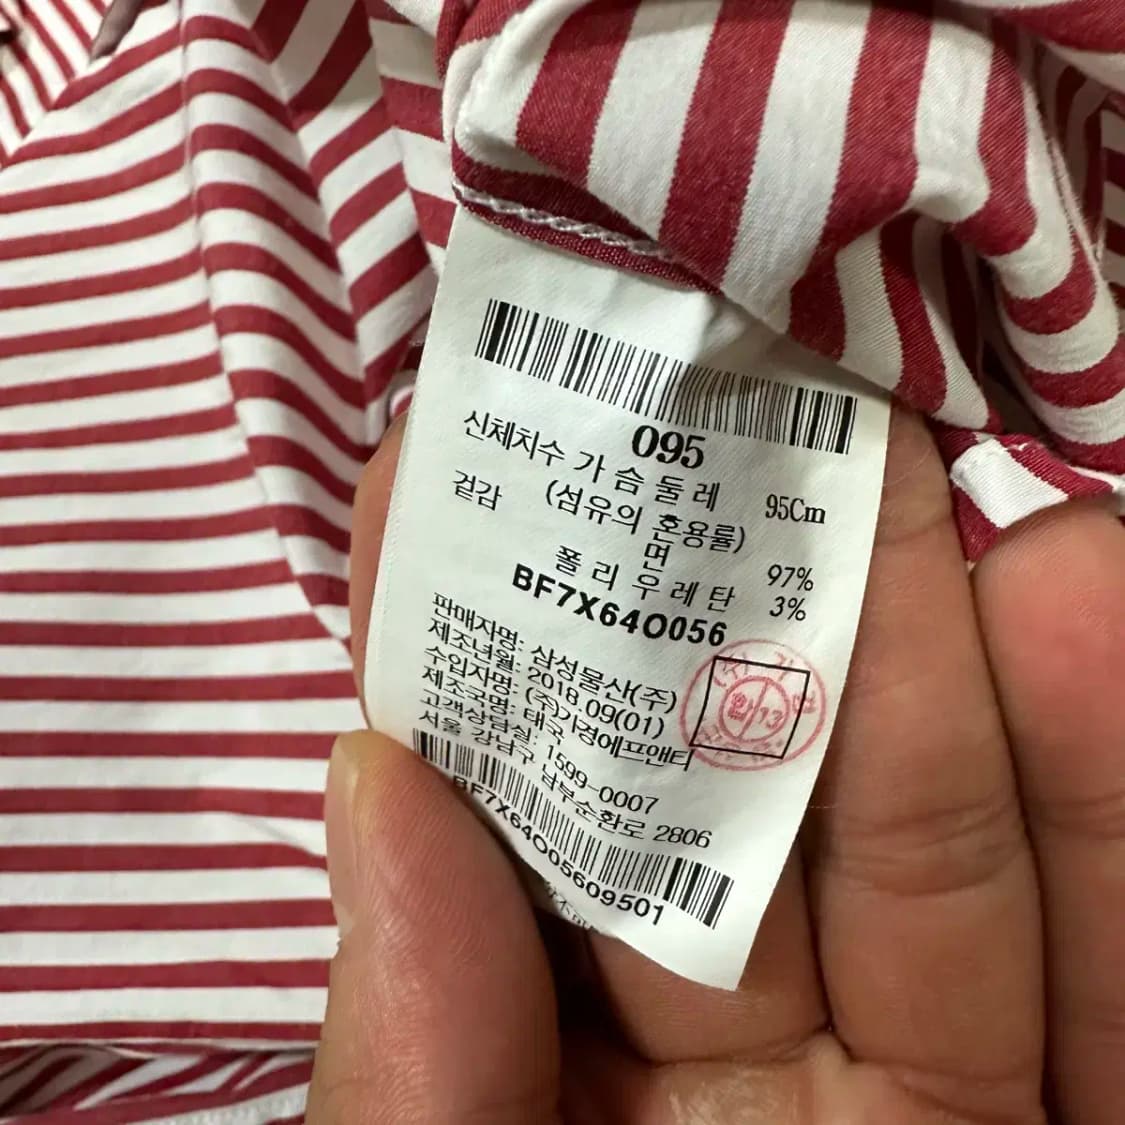 095
신체치수 가 슴 둘 레 95Cm
겉감 (섬유의 혼용률)
면 97%
폴 리 우 레 탄 3%
BF7X64O056
판매자명: 삼성물산(주)
제조년월: 2018 09(01)
수입자명: (주)가경에프앤티
제조국명: 태국
고객상담실: 1599-0007
서울 강남구 남부순환로 2806
BF7X64O05609501